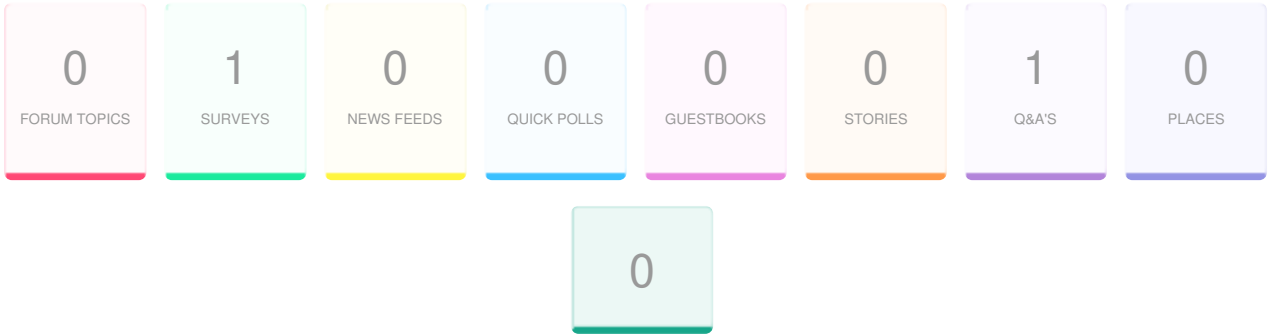 0 1 0 0 0 0 1 0
FORUM TOPICS SURVEYS NEWS FEEDS QUICK POLLS GUESTBOOKS STORIES Q&A'S PLACES
0